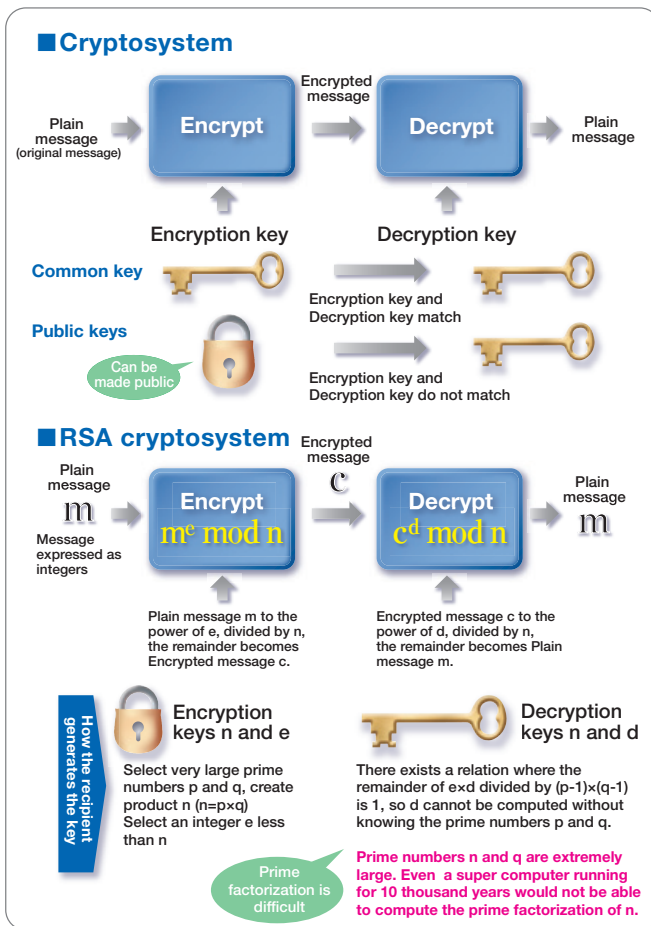 ■Cryptosystem
Encrypted
message
Plain
message
(original message)
Encrypt
Decrypt
Plain
message
Encryption key
Decryption key
Common key
Encryption key and
Decryption key match
Public keys
Can be
made public
Encryption key and
Decryption key do not match
■RSA cryptosystem
Encrypted
message
c
Plain
message
m
Message
expressed as
integers
Encrypt
mᵉ mod n
Decrypt
cᵈ mod n
Plain
message
m
Plain message m to the
power of e, divided by n,
the remainder becomes
Encrypted message c.
Encrypted message c to the
power of d, divided by n,
the remainder becomes Plain
message m.
How the recipient
generates the key
Encryption
keys n and e
Select very large prime
numbers p and q, create
product n (n=p×q)
Select an integer e less
than n
Decryption
keys n and d
There exists a relation where the
remainder of e×d divided by (p-1)×(q-1)
is 1, so d cannot be computed without
knowing the prime numbers p and q.
Prime
factorization is
difficult
Prime numbers n and q are extremely
large. Even a super computer running
for 10 thousand years would not be able
to compute the prime factorization of n.